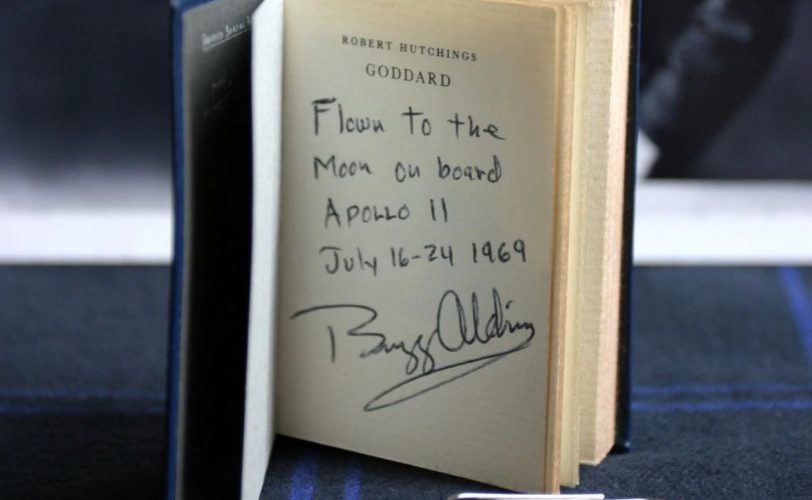 ROBERT HUTCHINGS
GODDARD
Flown to the
Moon on board
APOLLO 11
July 16-24 1969
Buzz Aldrin